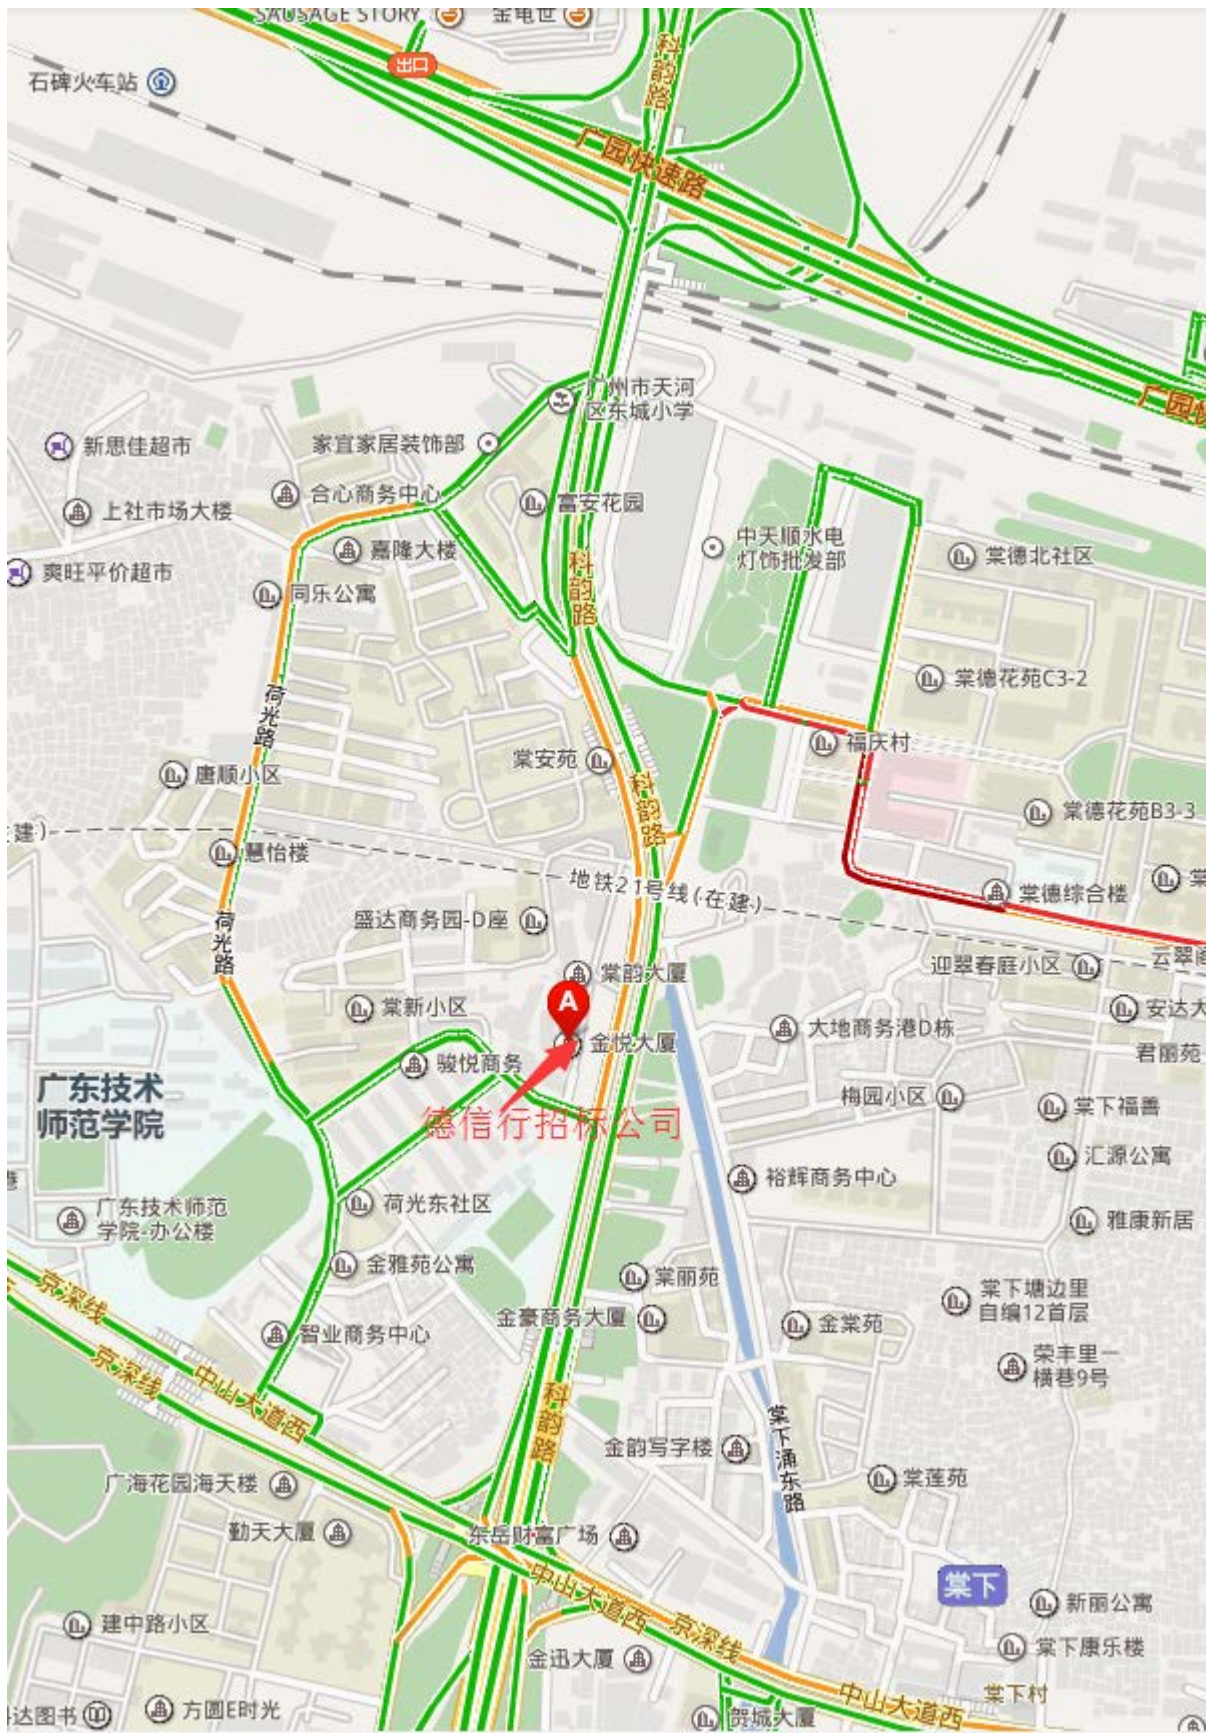 SAUSAGE STORY
金电世
石碑火车站
出口
科韵路
广园快速路
广园快
广州市天河
区东城小学
新思佳超市
家宜家居装饰部
上社市场大楼
合心商务中心
富安花园
爽旺平价超市
嘉隆大楼
中天顺水电
灯饰批发部
棠德北社区
同乐公寓
科韵路
荷光路
棠德花苑C3-2
棠安苑
福庆村
唐顺小区
科韵路
棠德花苑B3-3
建)
慧怡楼
地铁21号线(在建)
棠德综合楼
棠
盛达商务园-D座
荷光路
棠韵大厦
迎翠春庭小区
云翠阁
A
棠新小区
安达大
大地商务港D栋
金悦大厦
君丽苑
骏悦商务
广东技术
师范学院
梅园小区
棠下福善
德信行招标公司
汇源公寓
裕辉商务中心
港
广东技术师范
学院-办公楼
荷光东社区
雅康新居
金雅苑公寓
棠丽苑
京深线
棠下塘边里
自编12首层
金豪商务大厦
金棠苑
智业商务中心
京深线
中山大道西
荣丰里一
横巷9号
科韵路
棠下涌东路
金韵写字楼
广海花园海天楼
棠莲苑
勤天大厦
东岳财富广场
棠下
中山大道西
新丽公寓
建中路小区
京深线
棠下康乐楼
金迅大厦
中山大道西
棠下村
达图书
方圆E时光
贺城大厦